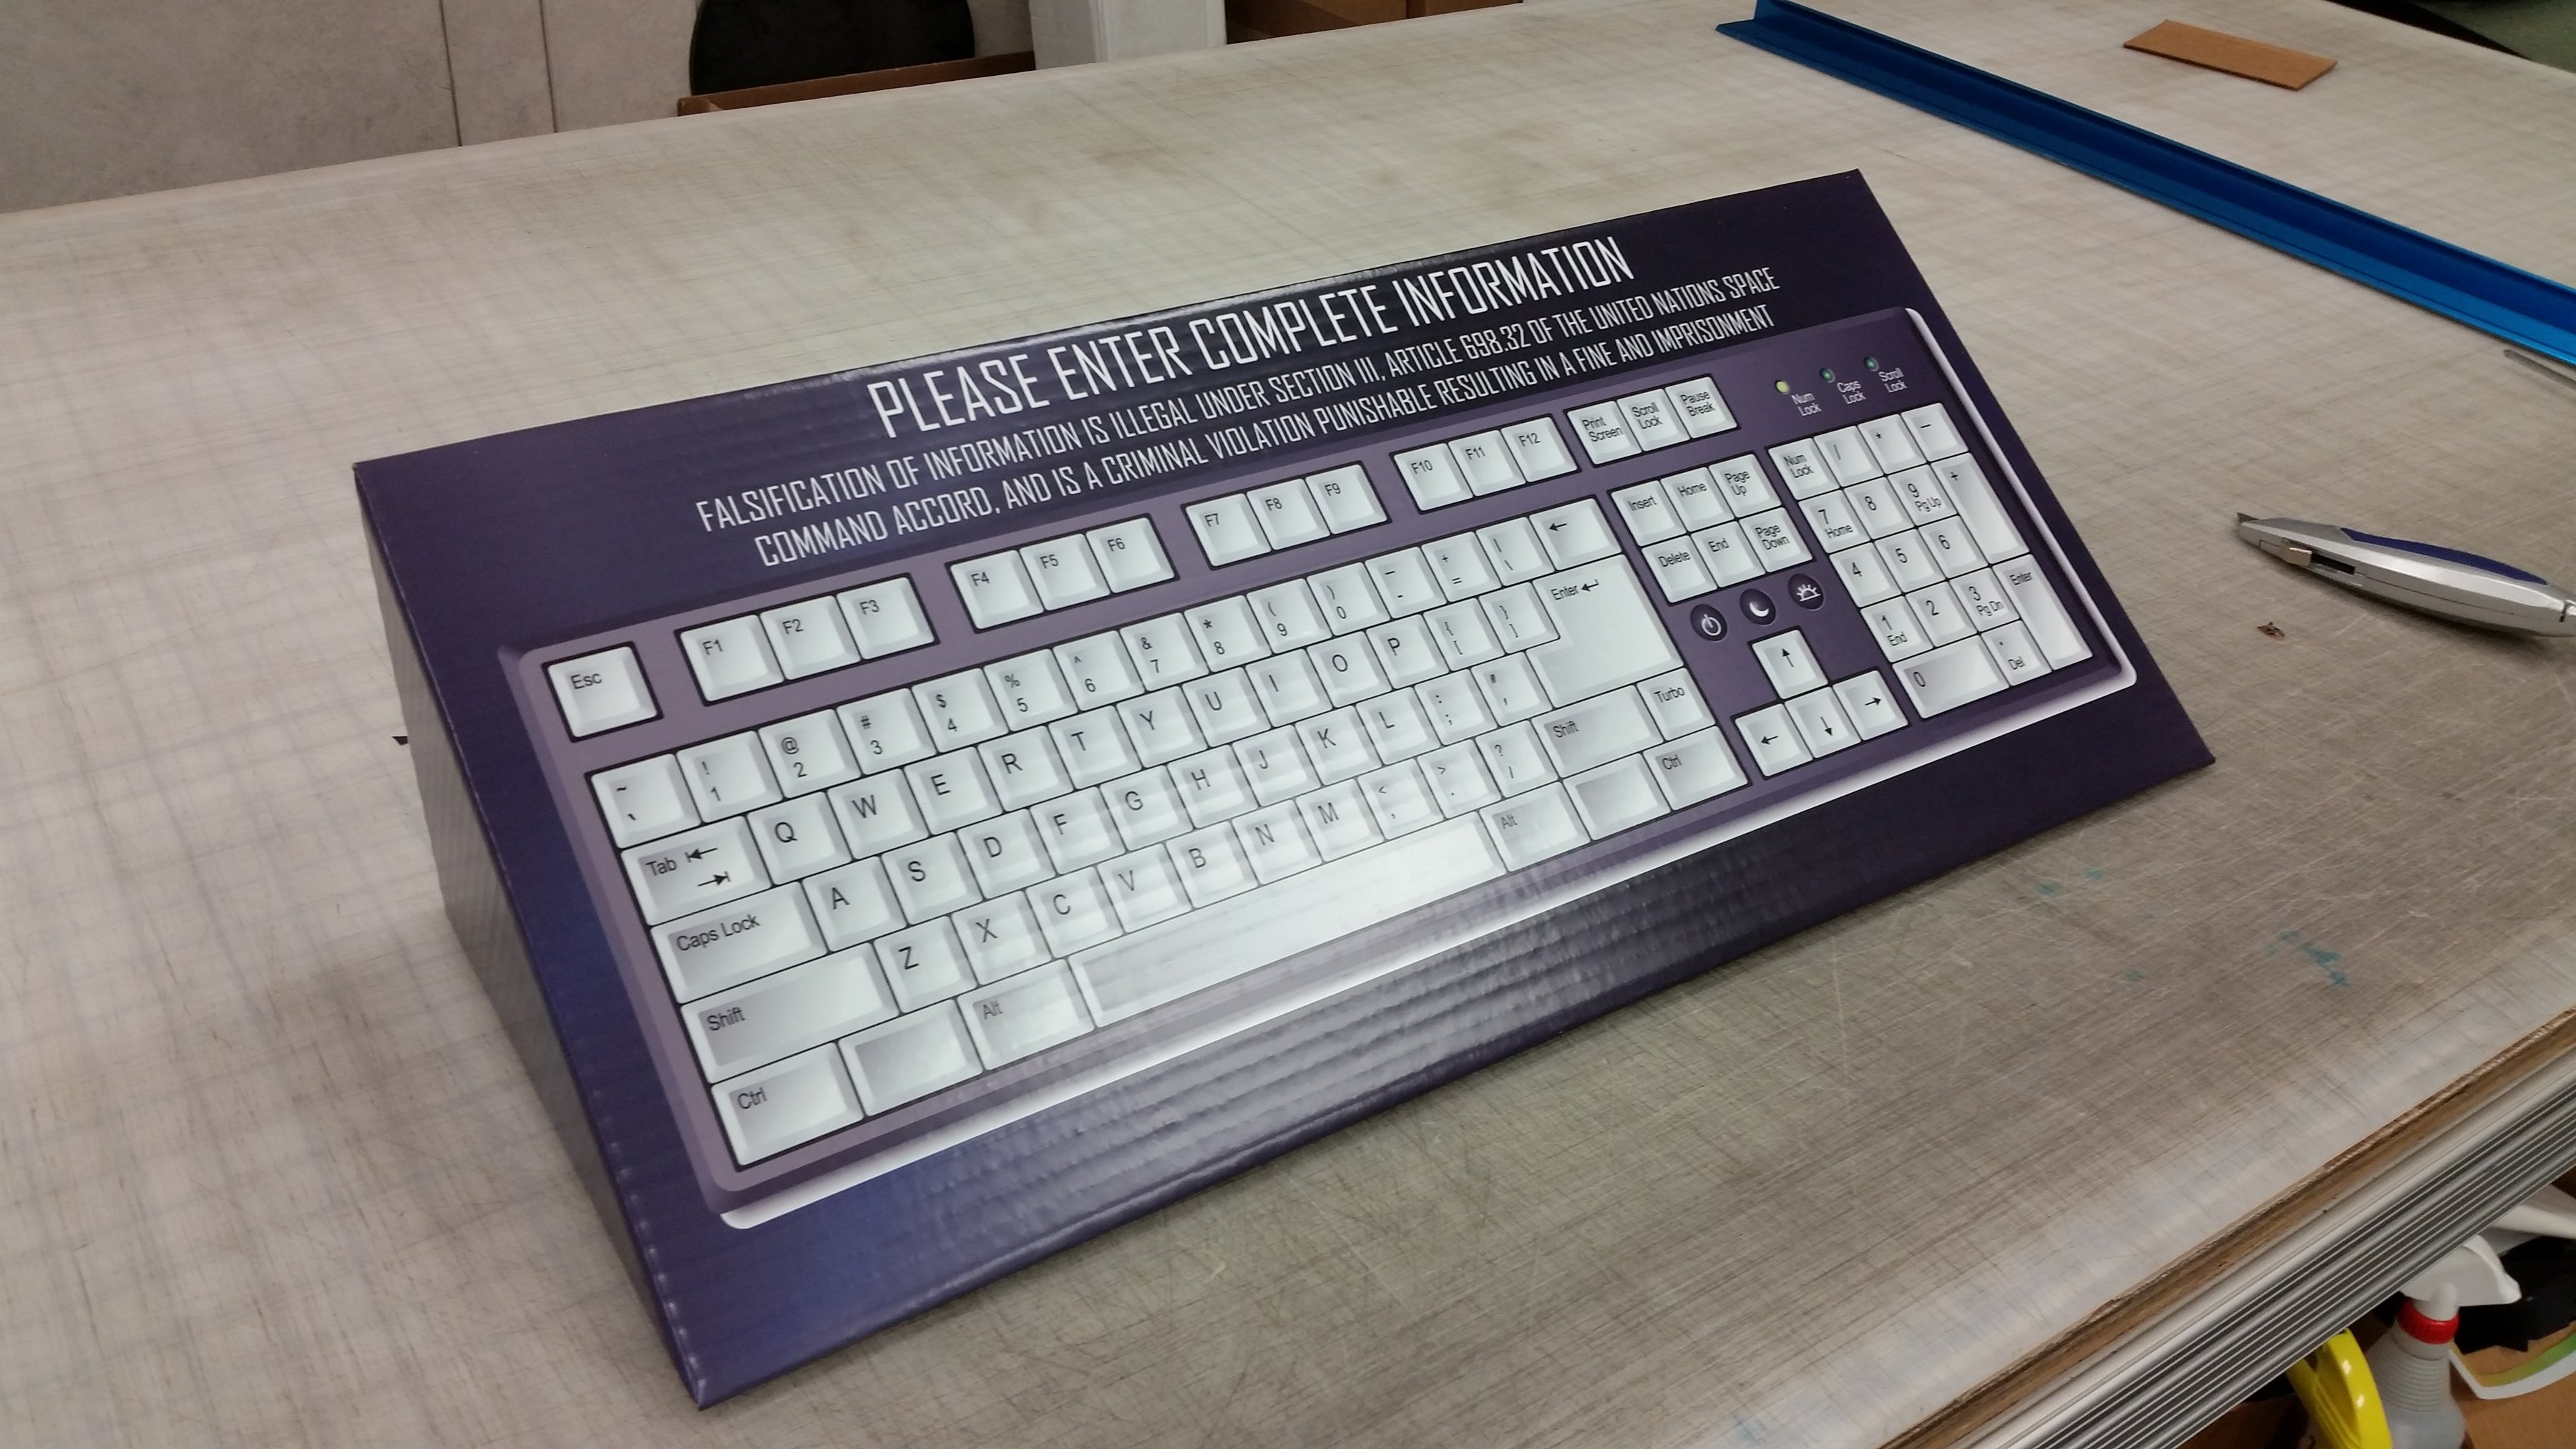 PLEASE ENTER COMPLETE INFORMATION
FALSIFICATION OF INFORMATION IS ILLEGAL UNDER SECTION III, ARTICLE 698.32 OF THE UNITED NATIONS SPACE
COMMAND ACCORD, AND IS A CRIMINAL VIOLATION PUNISHABLE RESULTING IN A FINE AND IMPRISONMENT
Num Lock Caps Lock Scroll Lock
Esc F1 F2 F3 F4 F5 F6 F7 F8 F9 F10 F11 F12 Print Screen Scroll Lock Pause Break
~ ` ! 1 @ 2 # 3 $ 4 % 5 ^ 6 & 7 * 8 ( 9 ) 0 _ - + = | \ ← Insert Home Page Up Num Lock / * −
Tab Q W E R T Y U I O P { [ } ] Enter Delete End Page Down 7 Home 8 9 Pg Up +
Caps Lock A S D F G H J K L : ; " ' 4 5 6
Shift Z X C V B N M < , > . ? / Shift Turbo ↑ 1 End 2 3 Pg Dn Enter
Ctrl Alt Alt Ctrl ← ↓ → 0 . Del